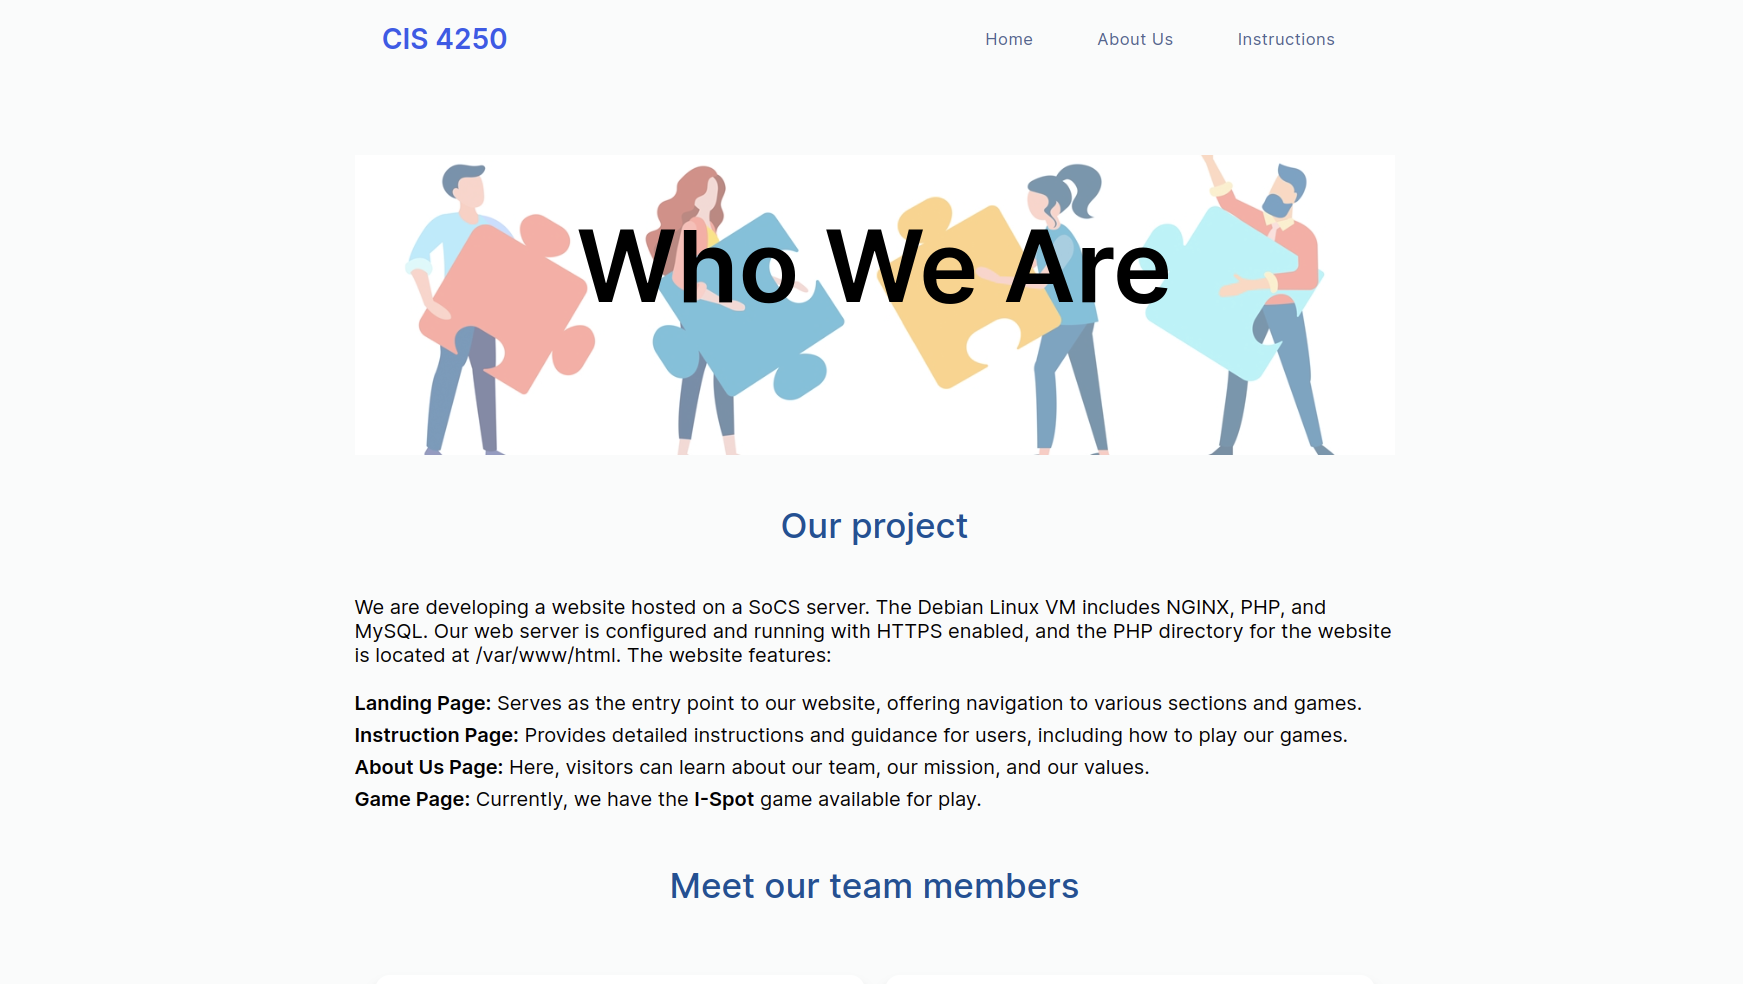 CIS 4250
Home
About Us
Instructions
Who We Are
Our project
We are developing a website hosted on a SoCS server. The Debian Linux VM includes NGINX, PHP, and
MySQL. Our web server is configured and running with HTTPS enabled, and the PHP directory for the website
is located at /var/www/html. The website features:
Landing Page: Serves as the entry point to our website, offering navigation to various sections and games.
Instruction Page: Provides detailed instructions and guidance for users, including how to play our games.
About Us Page: Here, visitors can learn about our team, our mission, and our values.
Game Page: Currently, we have the I-Spot game available for play.
Meet our team members